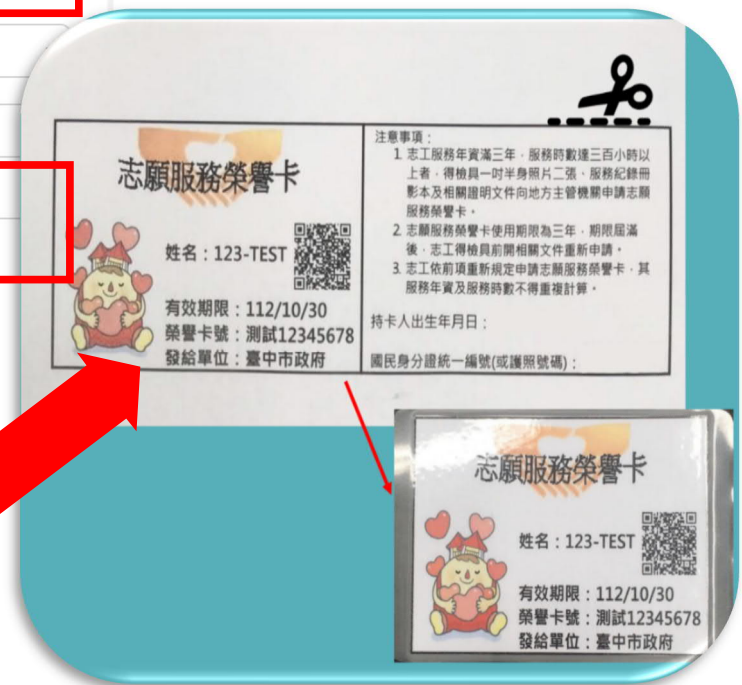 志願服務榮譽卡
姓名：123-TEST
有效期限：112/10/30
榮譽卡號：測試12345678
發給單位：臺中市政府
注意事項：
1. 志工服務年資滿三年，服務時數達三百小時以
上者，得檢具一吋半身照片二張、服務紀錄冊
影本及相關證明文件向地方主管機關申請志願
服務榮譽卡。
2. 志願服務榮譽卡使用期限為三年，期限屆滿
後，志工得檢具前開相關文件重新申請。
3. 志工依前項重新規定申請志願服務榮譽卡，其
服務年資及服務時數不得重複計算。
持卡人出生年月日：
國民身分證統一編號(或護照號碼)：
志願服務榮譽卡
姓名：123-TEST
有效期限：112/10/30
榮譽卡號：測試12345678
發給單位：臺中市政府